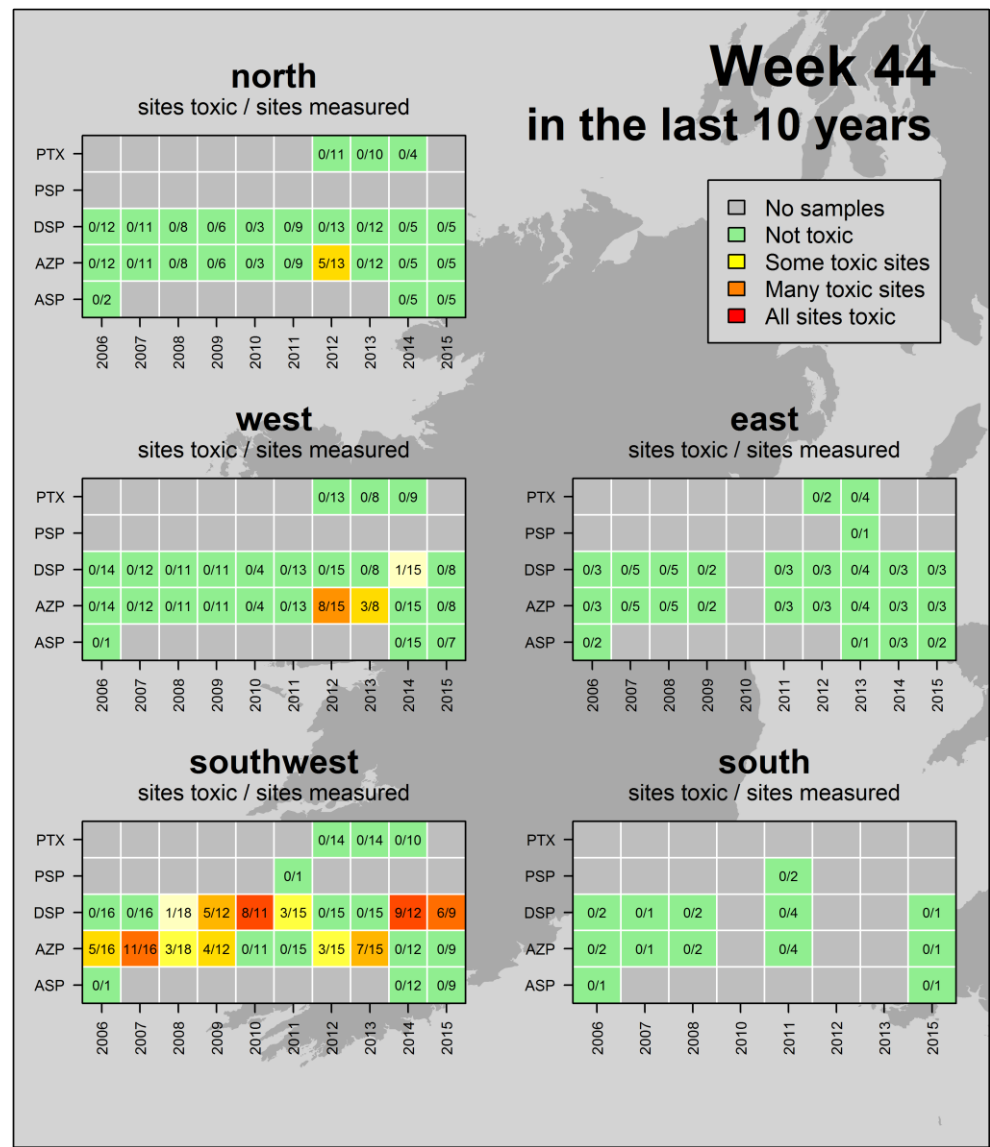 Week 44
in the last 10 years
No samples
Not toxic
Some toxic sites
Many toxic sites
All sites toxic
north
sites toxic / sites measured
PTX 0/11 0/10 0/4
PSP
DSP 0/12 0/11 0/8 0/6 0/3 0/9 0/13 0/12 0/5 0/5
AZP 0/12 0/11 0/8 0/6 0/3 0/9 5/13 0/12 0/5 0/5
ASP 0/2 0/5 0/5
2006 2007 2008 2009 2010 2011 2012 2013 2014 2015
west
sites toxic / sites measured
PTX 0/13 0/8 0/9
PSP
DSP 0/14 0/12 0/11 0/11 0/4 0/13 0/15 0/8 1/15 0/8
AZP 0/14 0/12 0/11 0/11 0/4 0/13 8/15 3/8 0/15 0/8
ASP 0/1 0/15 0/7
2006 2007 2008 2009 2010 2011 2012 2013 2014 2015
east
sites toxic / sites measured
PTX 0/2 0/4
PSP 0/1
DSP 0/3 0/5 0/5 0/2 0/3 0/3 0/4 0/3 0/3
AZP 0/3 0/5 0/5 0/2 0/3 0/3 0/4 0/3 0/3
ASP 0/2 0/1 0/3 0/2
2006 2007 2008 2009 2010 2011 2012 2013 2014 2015
southwest
sites toxic / sites measured
PTX 0/14 0/14 0/10
PSP 0/1
DSP 0/16 0/16 1/18 5/12 8/11 3/15 0/15 0/15 9/12 6/9
AZP 5/16 11/16 3/18 4/12 0/11 0/15 3/15 7/15 0/12 0/9
ASP 0/1 0/12 0/9
2006 2007 2008 2009 2010 2011 2012 2013 2014 2015
south
sites toxic / sites measured
PTX
PSP 0/2
DSP 0/2 0/1 0/2 0/4 0/1
AZP 0/2 0/1 0/2 0/4 0/1
ASP 0/1 0/1
2006 2007 2008 2009 2010 2011 2012 2013 2014 2015